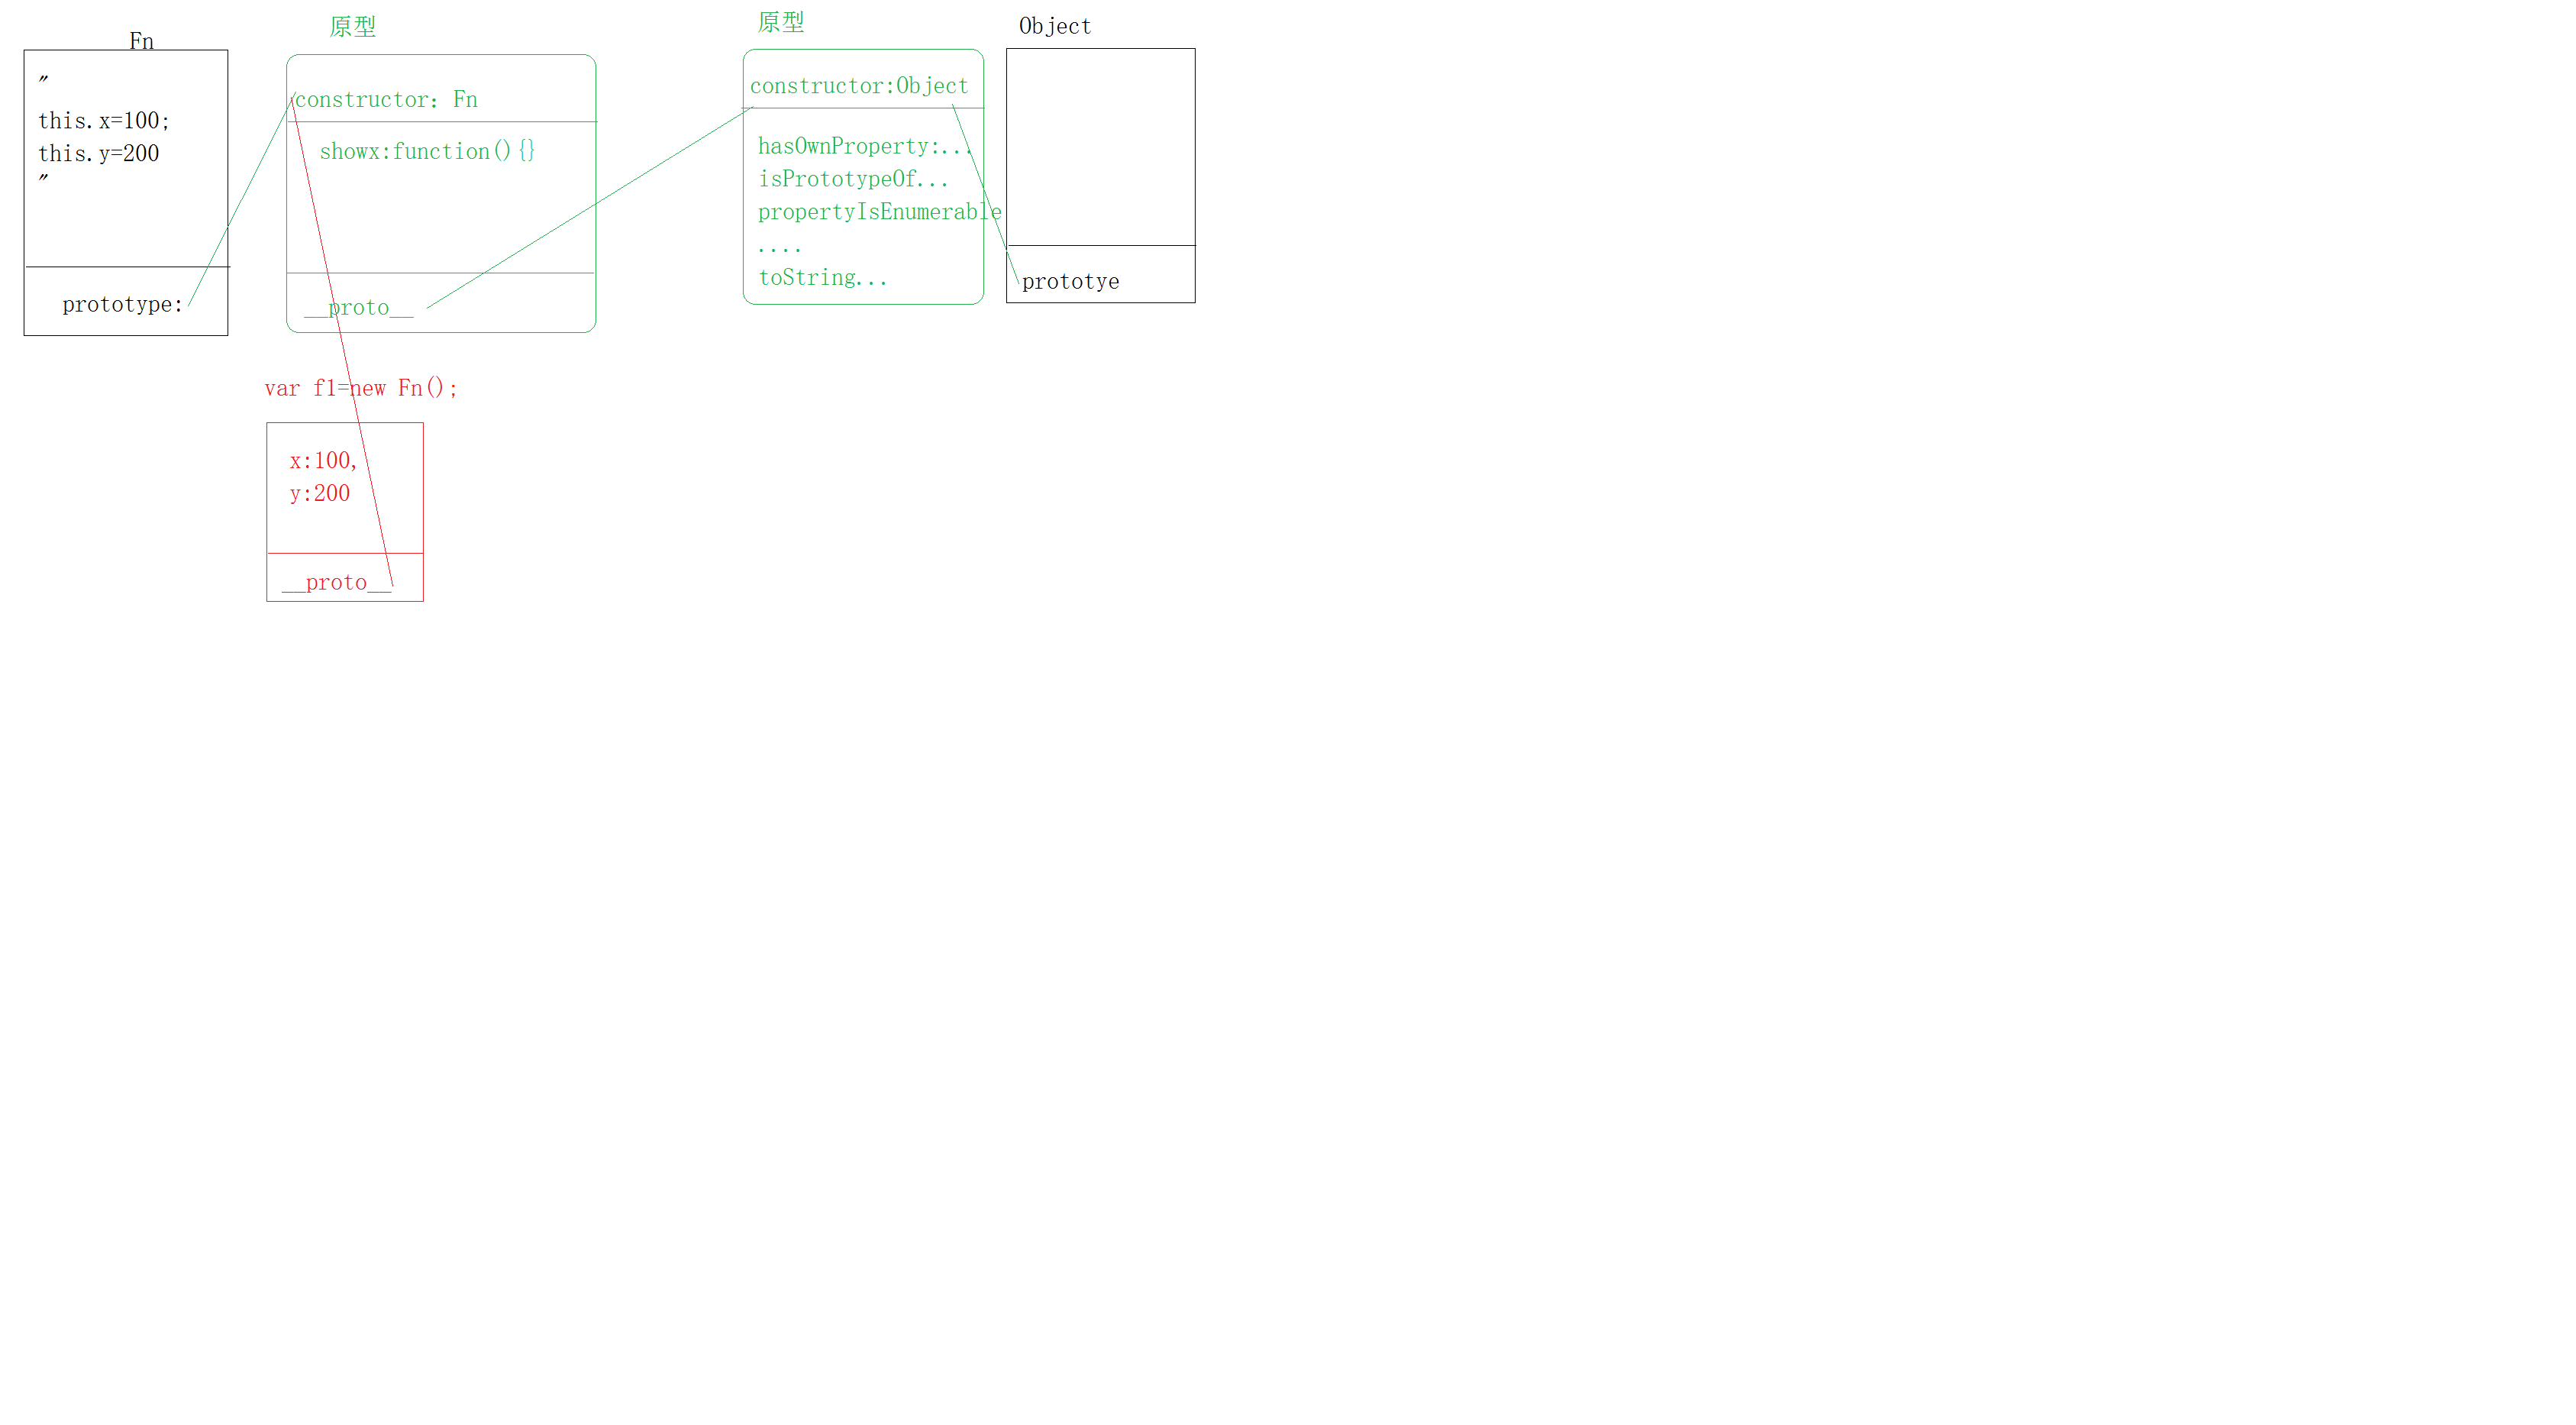 Fn
"
this.x=100;
this.y=200
"
prototype:
原型
constructor: Fn
showx:function(){}
__proto__
原型
constructor:Object
hasOwnProperty:...
isPrototypeOf...
propertyIsEnumerable
....
toString...
Object
prototye
var f1=new Fn();
x:100,
y:200
__proto__